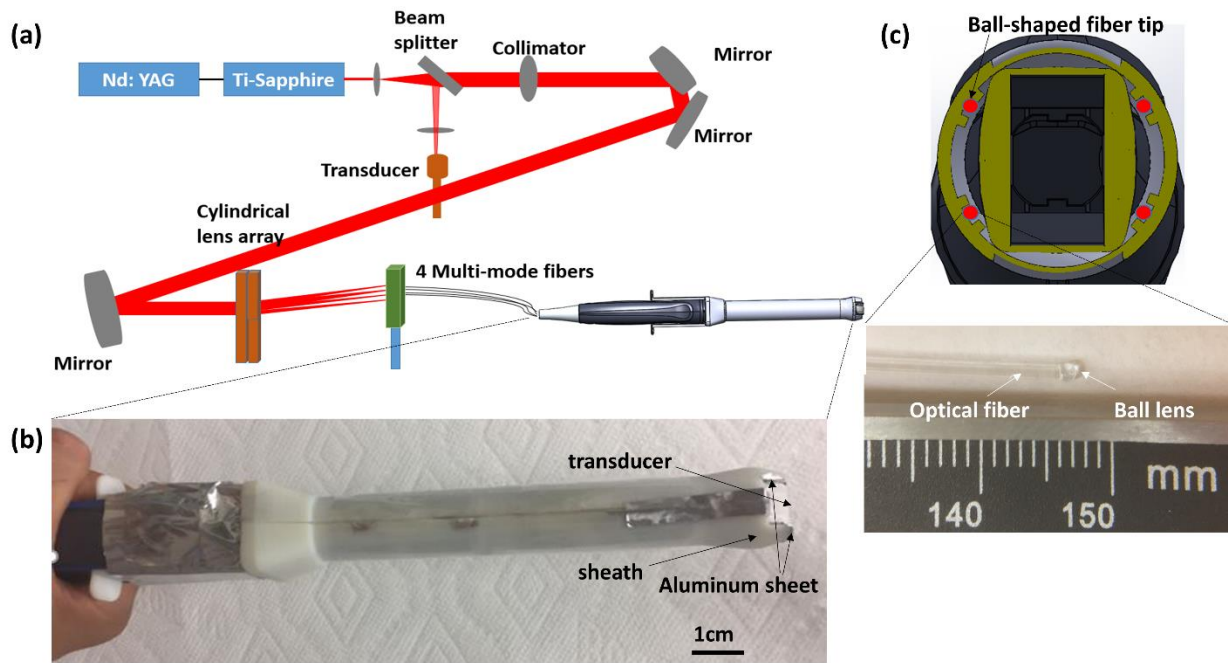 (a)
Beam
splitter
Collimator
Mirror
Nd: YAG
Ti-Sapphire
Mirror
Transducer
Cylindrical
lens array
4 Multi-mode fibers
Mirror
(b)
transducer
sheath
Aluminum sheet
1cm
(c)
Ball-shaped fiber tip
Optical fiber
Ball lens
mm
140
150